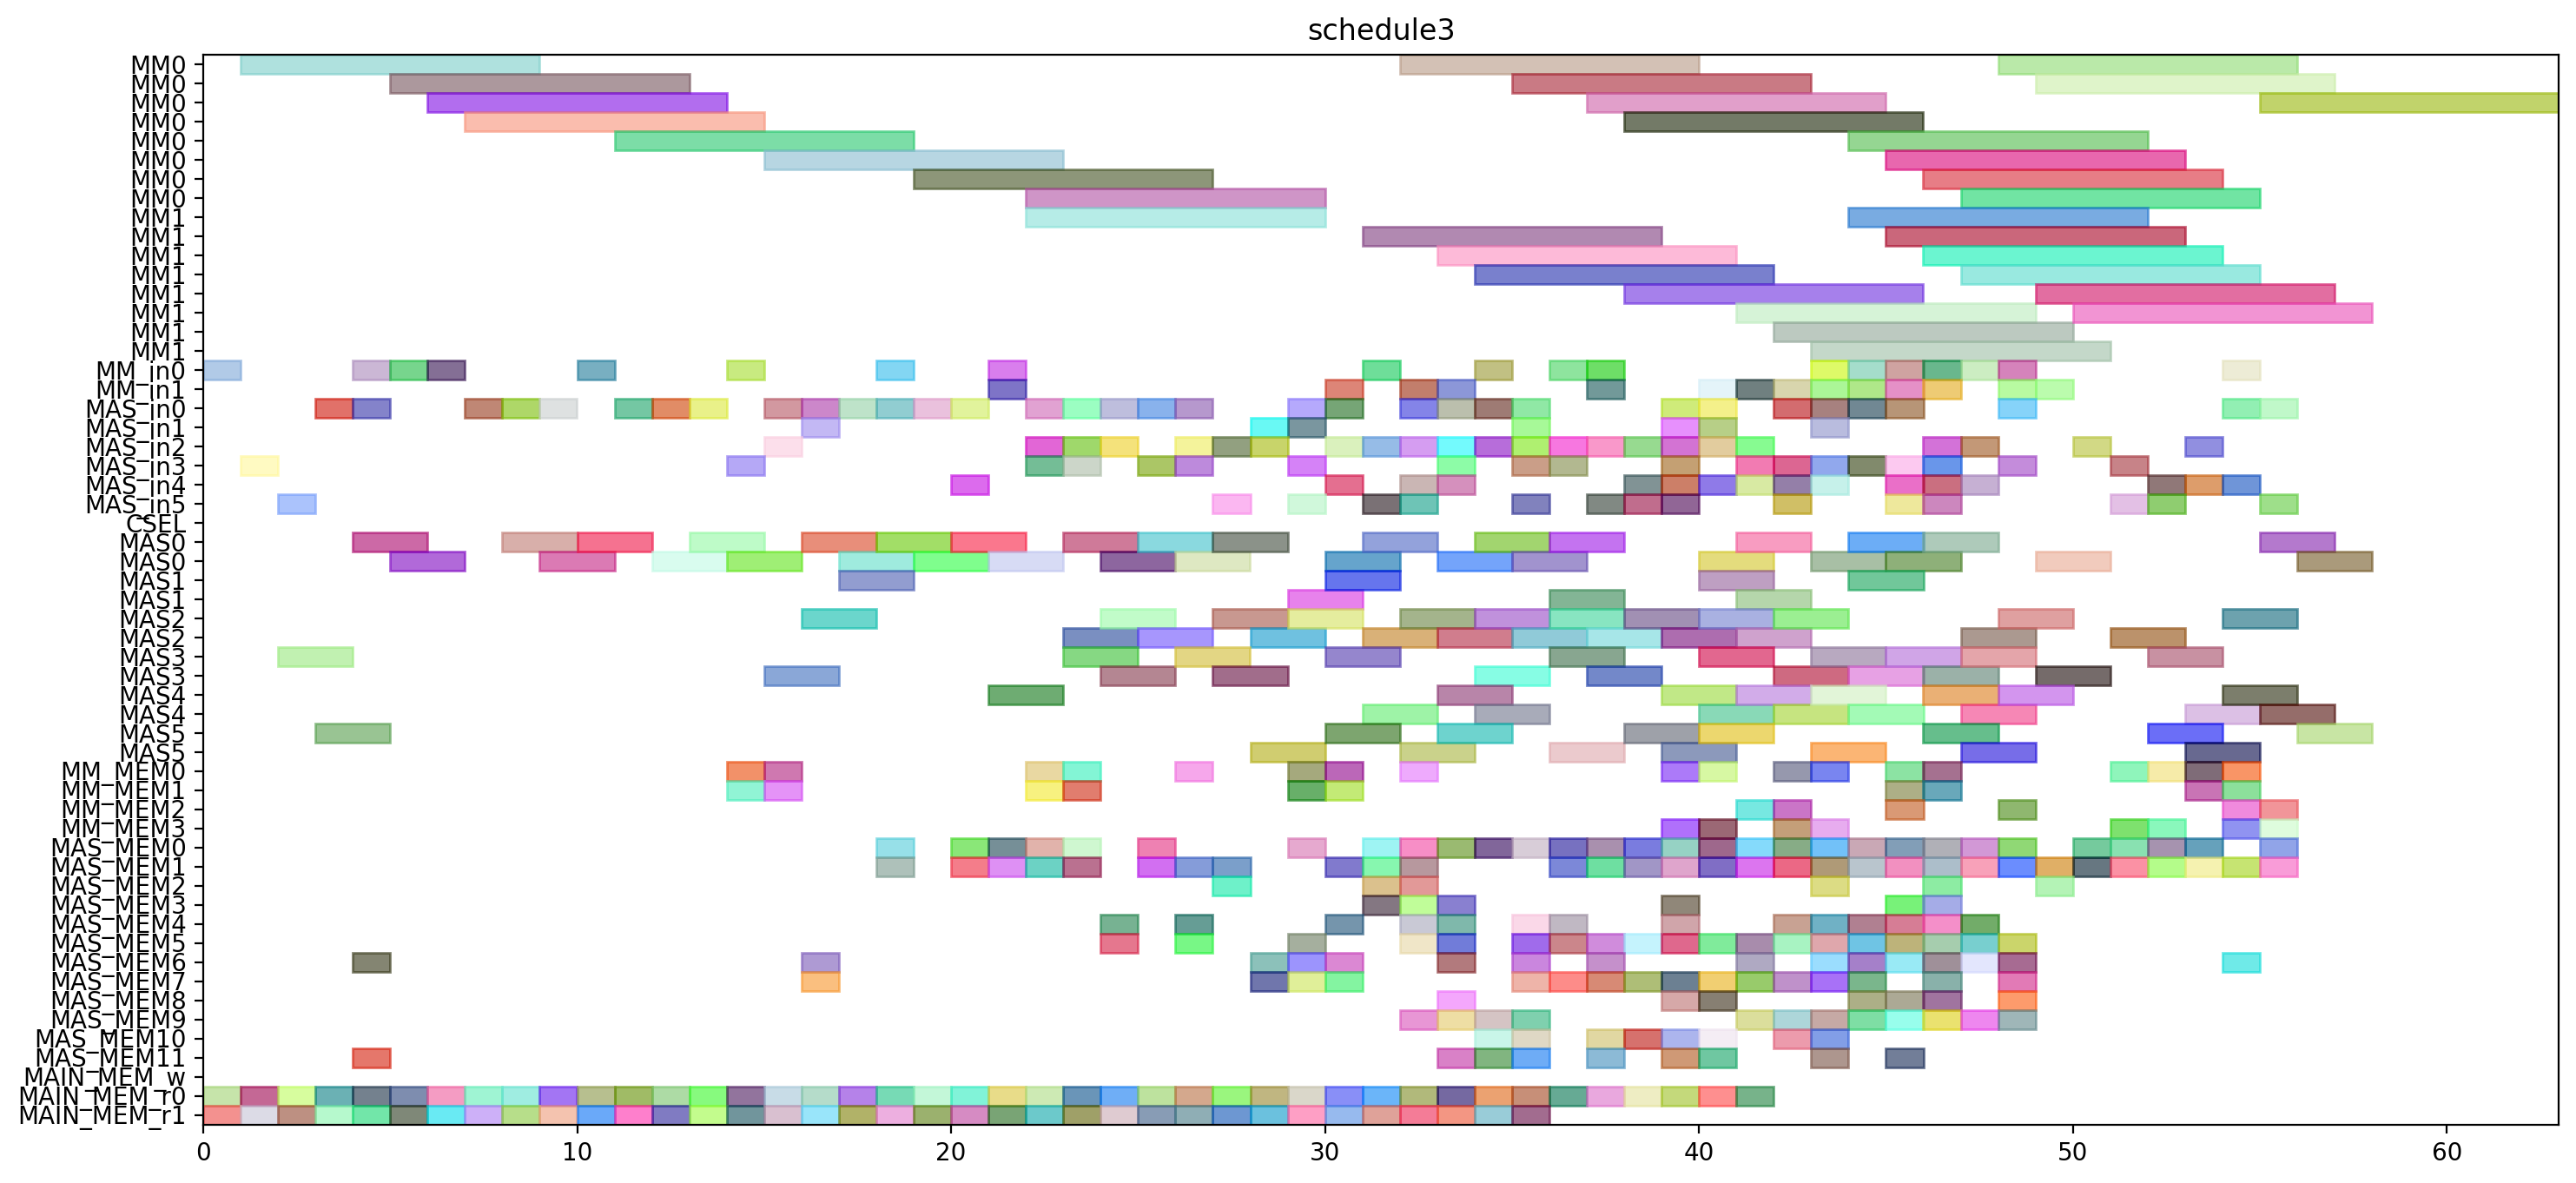 schedule3
MM0
MM0
MM0
MM0
MM0
MM0
MM0
MM0
MM1
MM1
MM1
MM1
MM1
MM1
MM1
MM1
MM_in0
MM_in1
MAS_in0
MAS_in1
MAS_in2
MAS_in3
MAS_in4
MAS_in5
CSEL
MAS0
MAS0
MAS1
MAS1
MAS2
MAS2
MAS3
MAS3
MAS4
MAS4
MAS5
MAS5
MM_MEM0
MM_MEM1
MM_MEM2
MM_MEM3
MAS_MEM0
MAS_MEM1
MAS_MEM2
MAS_MEM3
MAS_MEM4
MAS_MEM5
MAS_MEM6
MAS_MEM7
MAS_MEM8
MAS_MEM9
MAS_MEM10
MAS_MEM11
MAIN_MEM_w
MAIN_MEM_r0
MAIN_MEM_r1
0 10 20 30 40 50 60